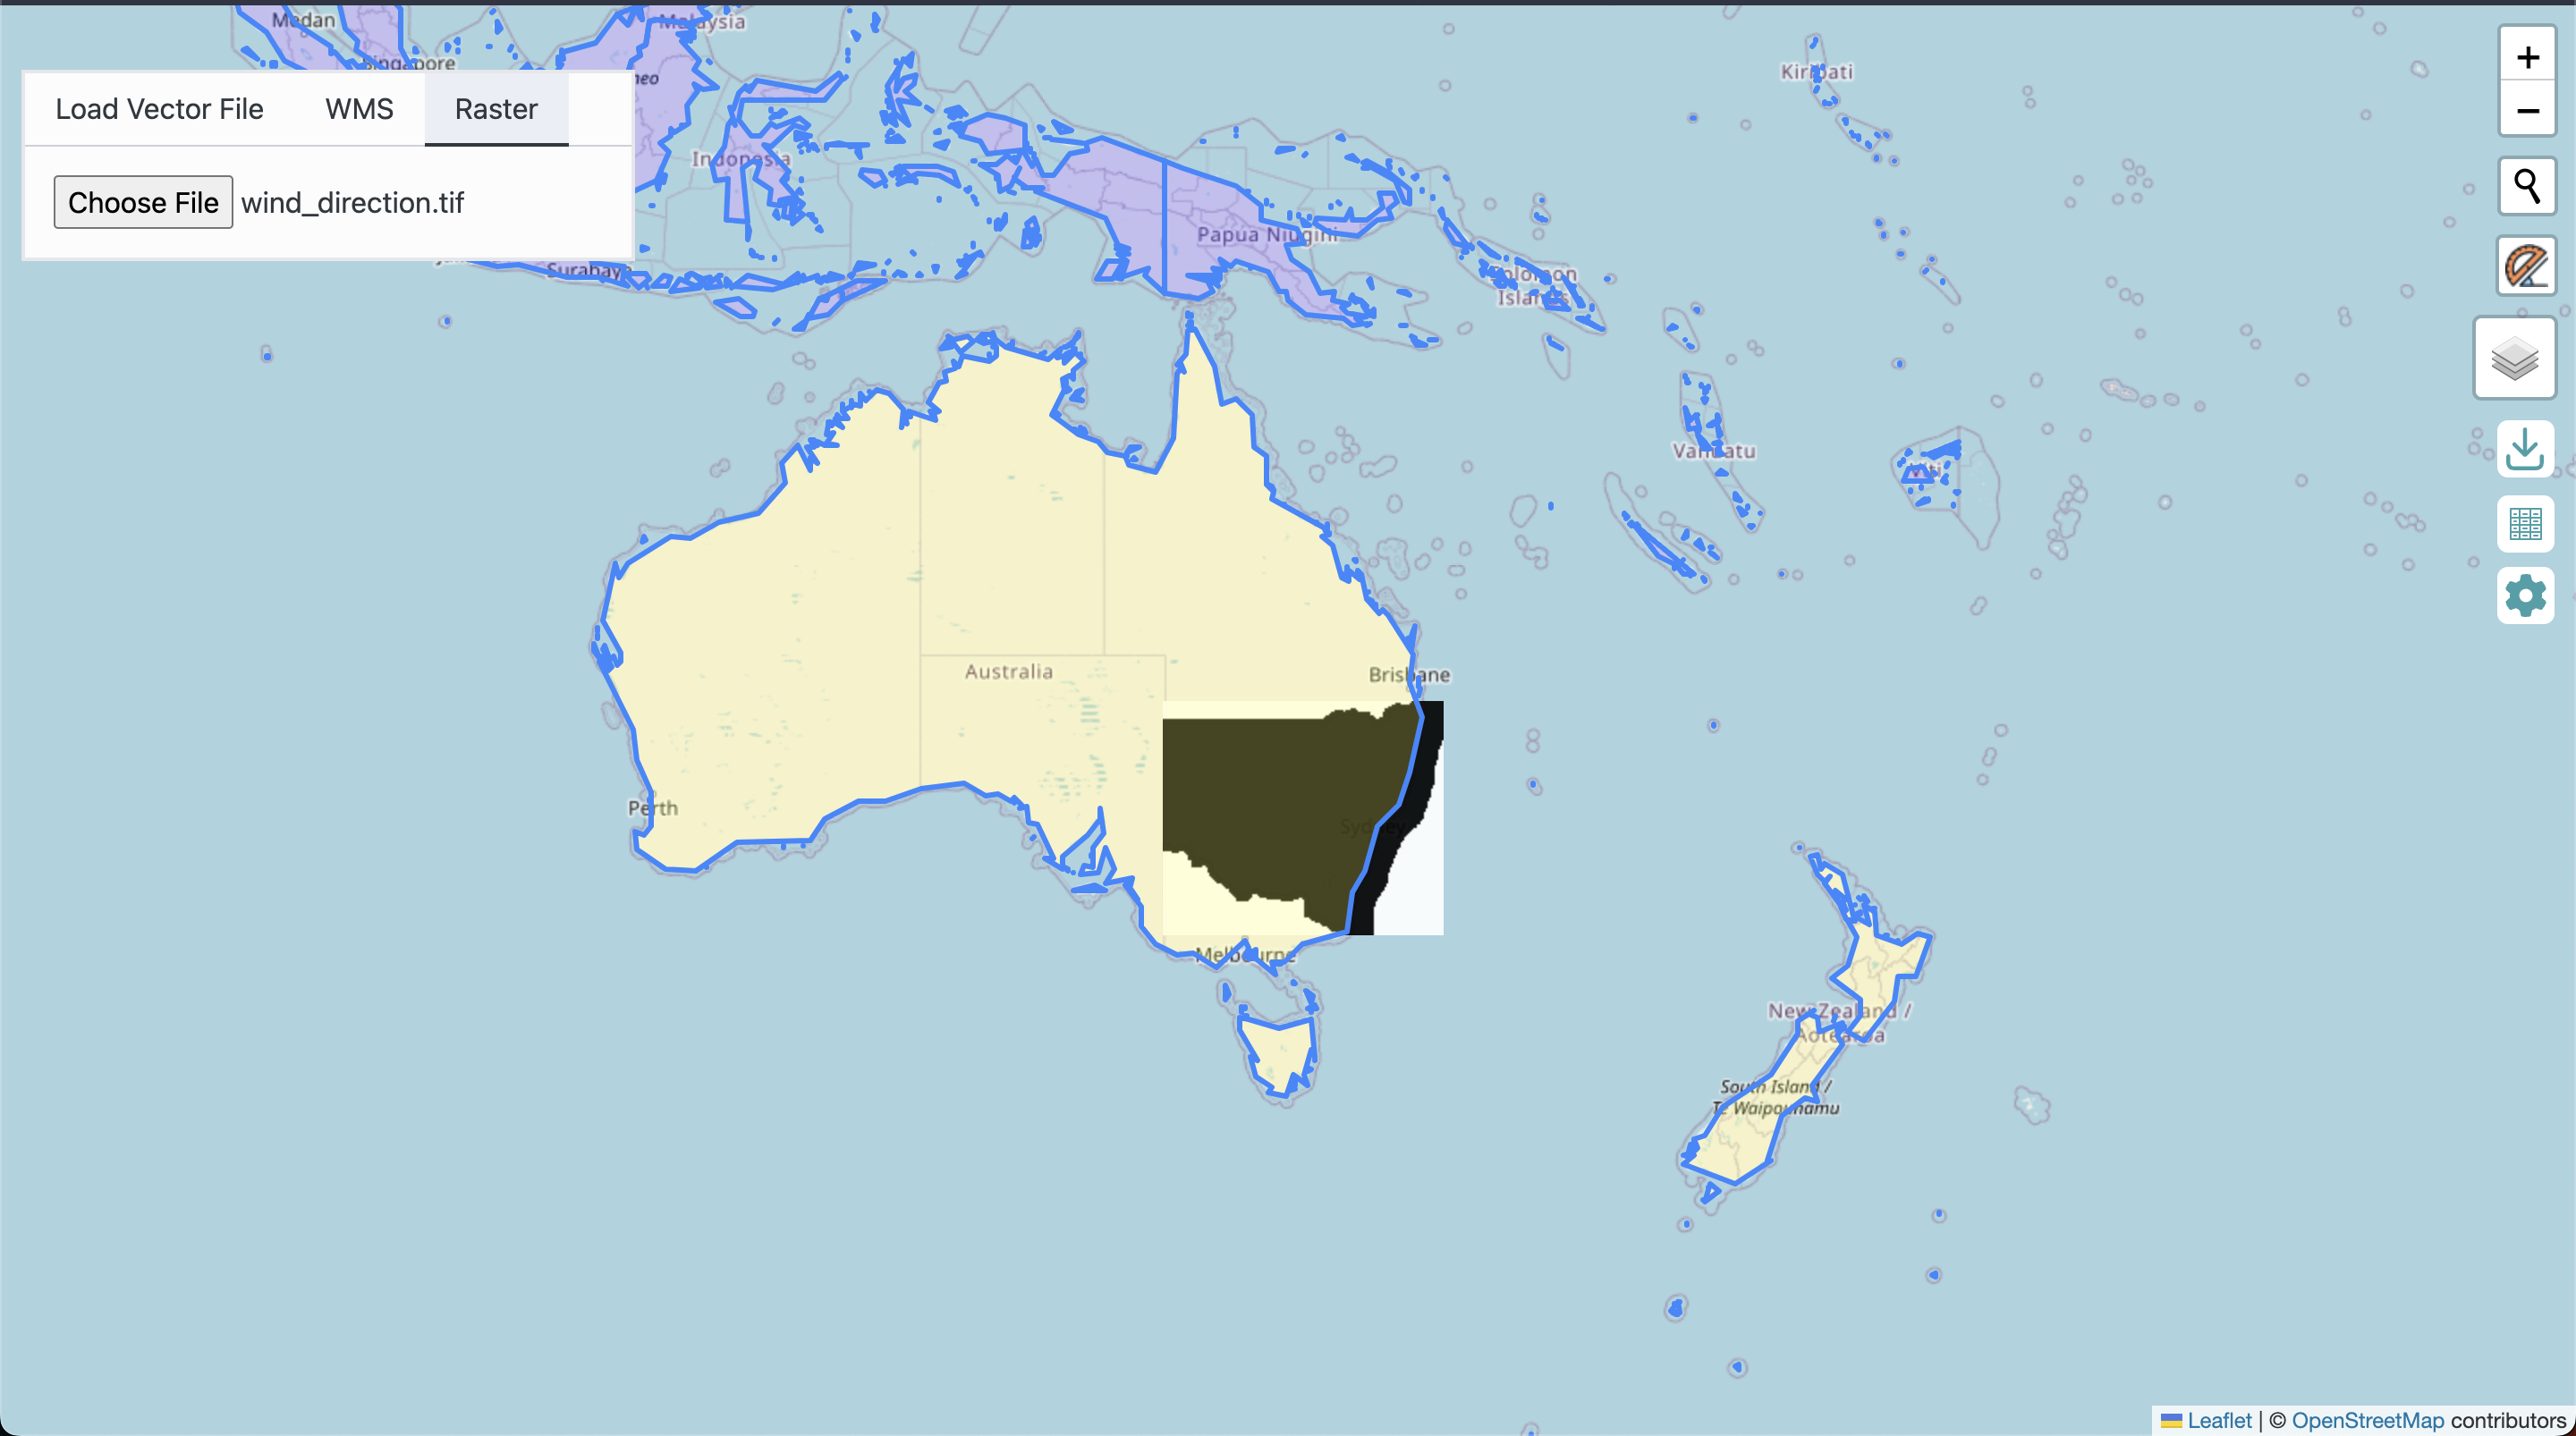 Medan
Malaysia
Singapore
Load Vector File
WMS
Raster
Choose File
wind_direction.tif
Indonesia
Surabaya
Papua Niugini
Solomon
Islands
Kiribati
Vanuatu
Viti
Australia
Brisbane
Perth
Sydney
Melbourne
New Zealand /
Aotearoa
South Island /
Te Waipounamu
+
−
Leaflet | © OpenStreetMap contributors